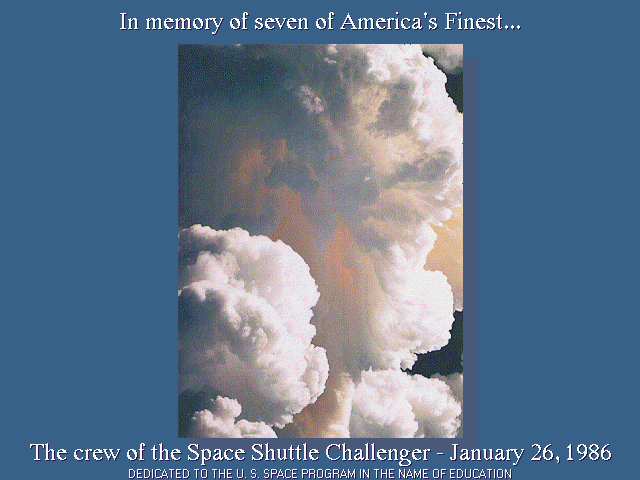 In memory of seven of America's Finest...
The crew of the Space Shuttle Challenger - January 26, 1986
DEDICATED TO THE U. S. SPACE PROGRAM IN THE NAME OF EDUCATION